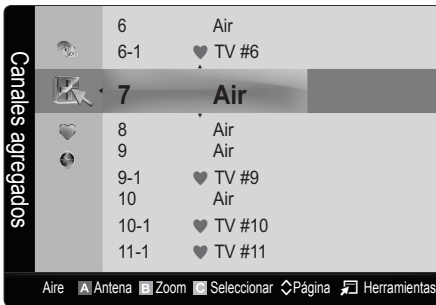 Canales agregados
6 Air
6-1 ♥ TV #6
7 Air
8 Air
9 Air
9-1 ♥ TV #9
10 Air
10-1 ♥ TV #10
11-1 ♥ TV #11
Aire A Antena B Zoom C Seleccionar Página Herramientas